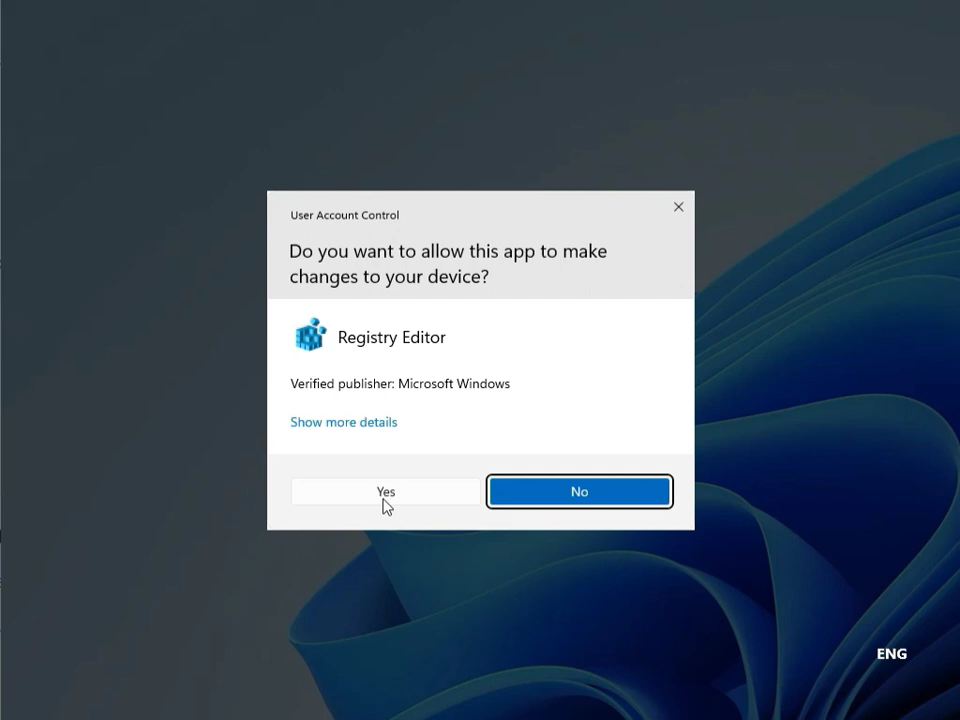 User Account Control
Do you want to allow this app to make
changes to your device?
Registry Editor
Verified publisher: Microsoft Windows
Show more details
Yes
No
ENG